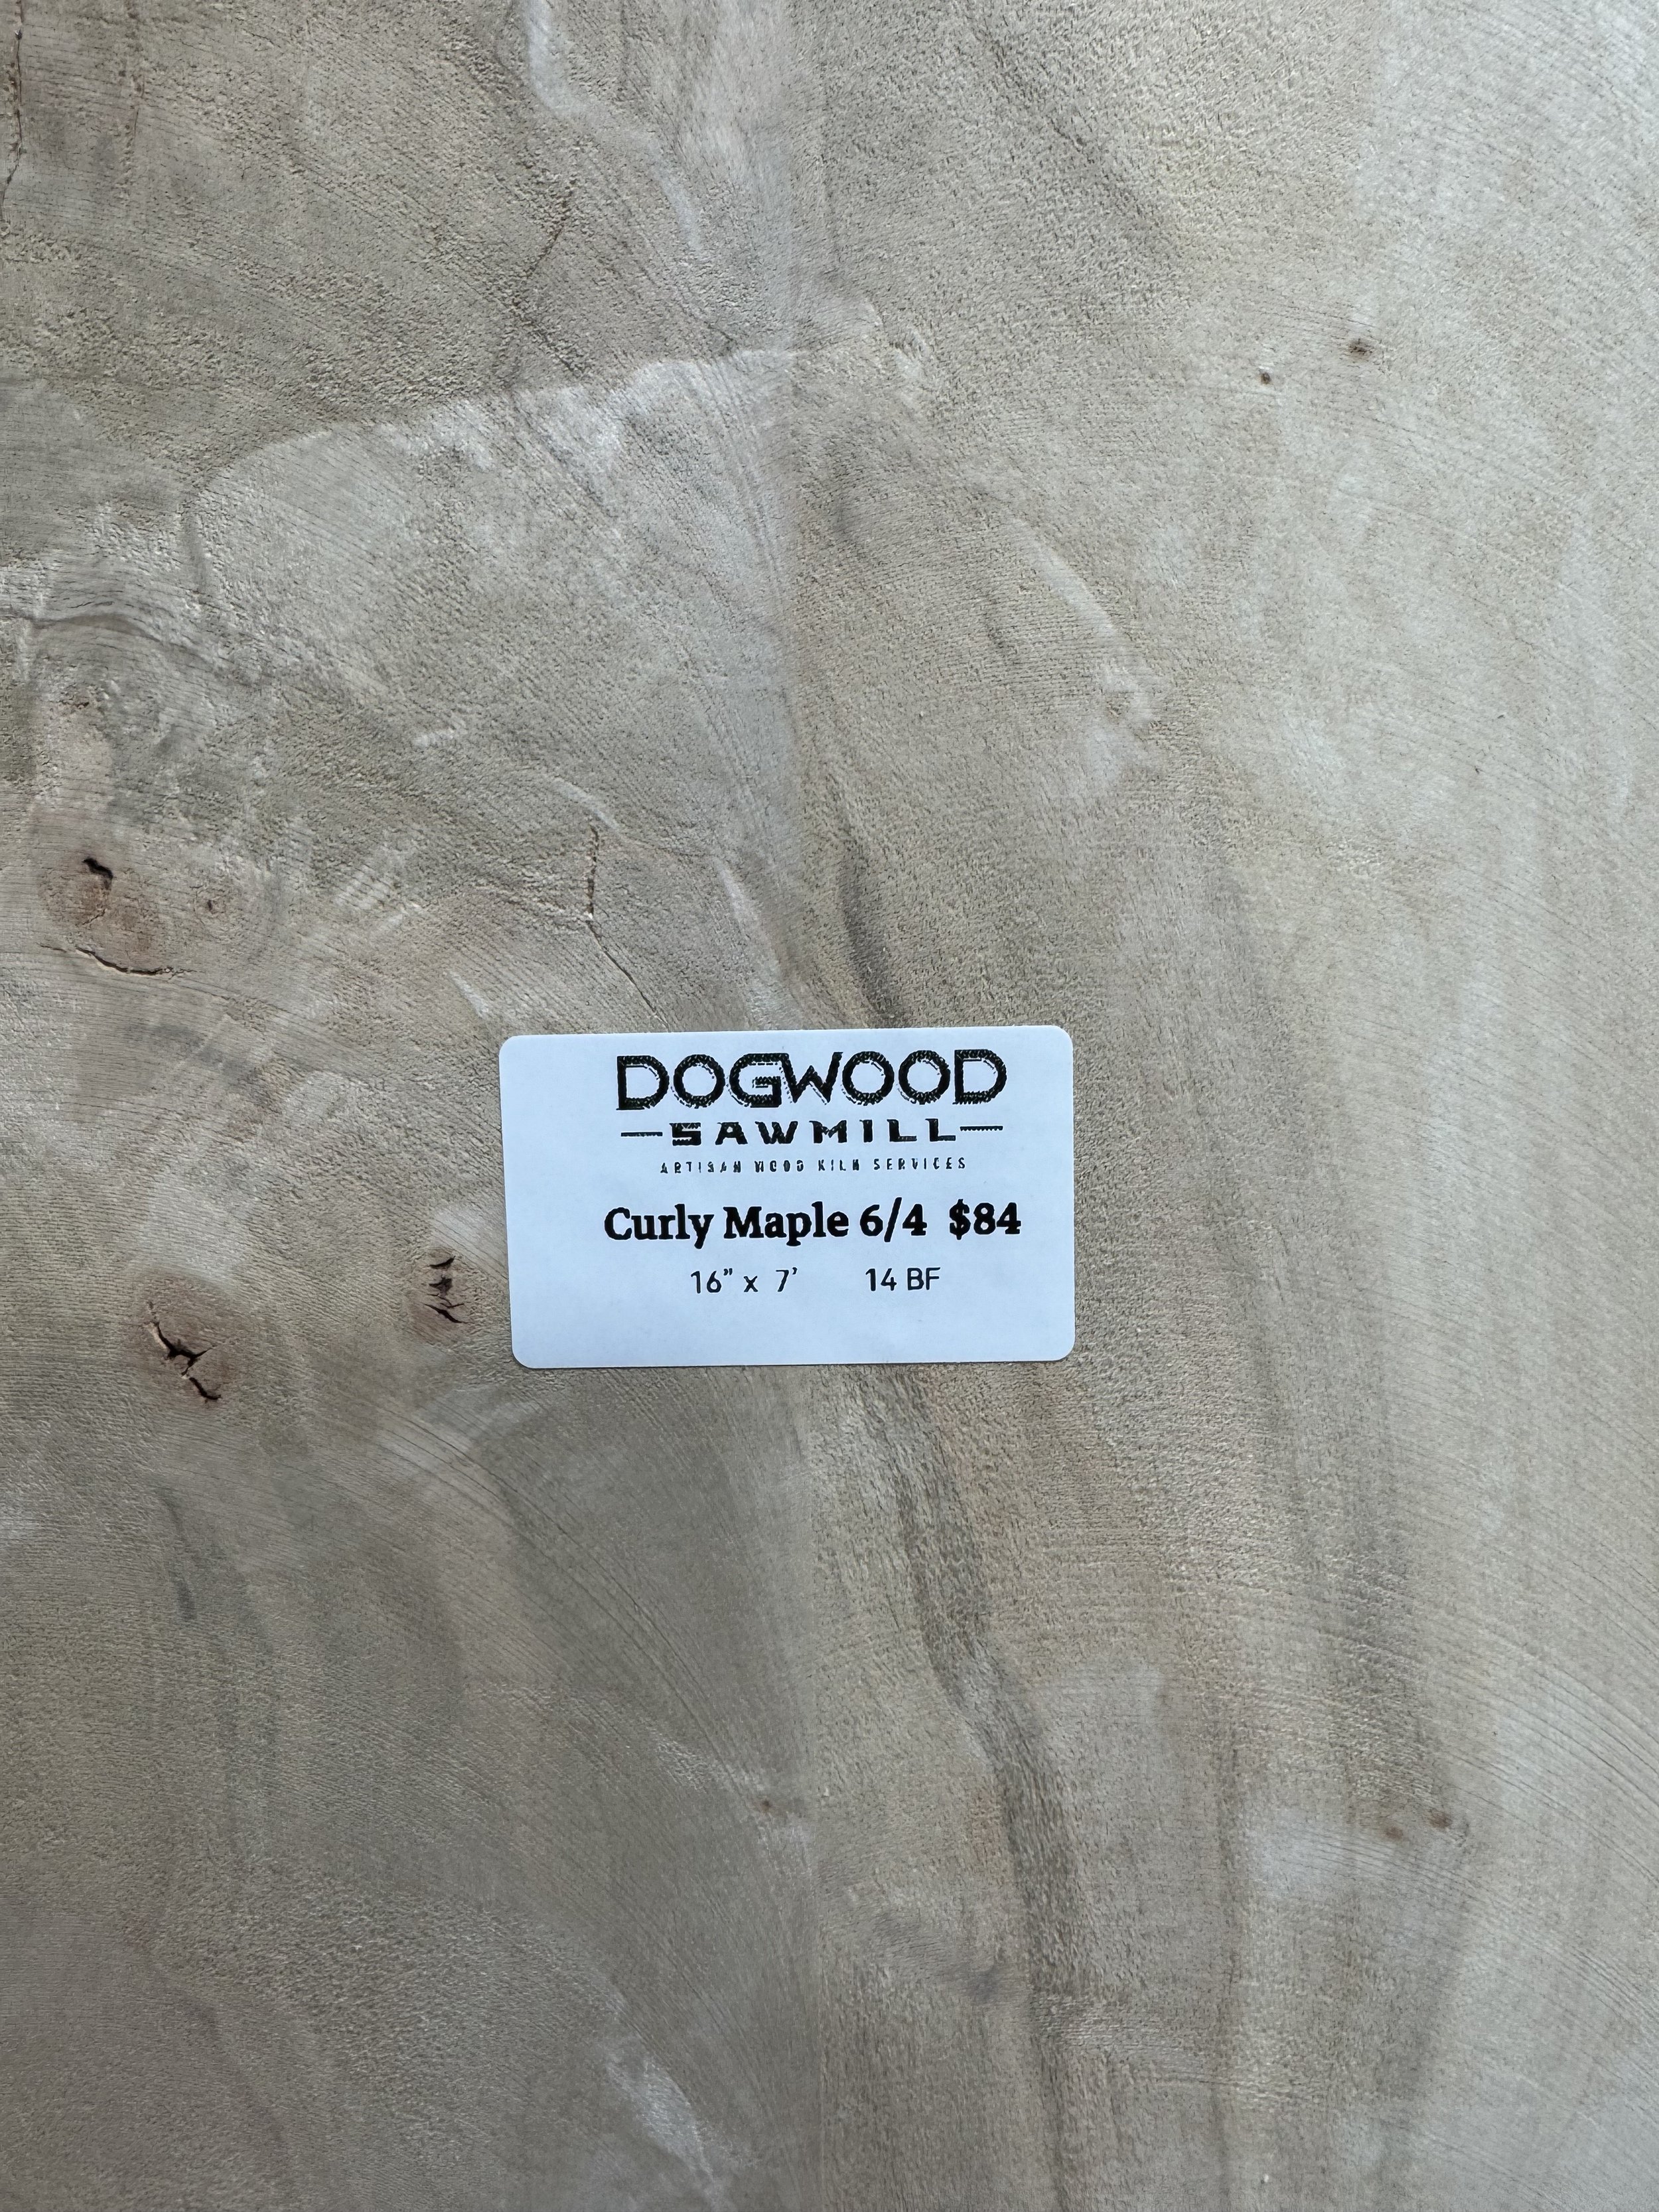 DOGWOOD
SAWMILL
ARTISAN WOOD KILN SERVICES
Curly Maple 6/4 $84
16" x 7' 14 BF